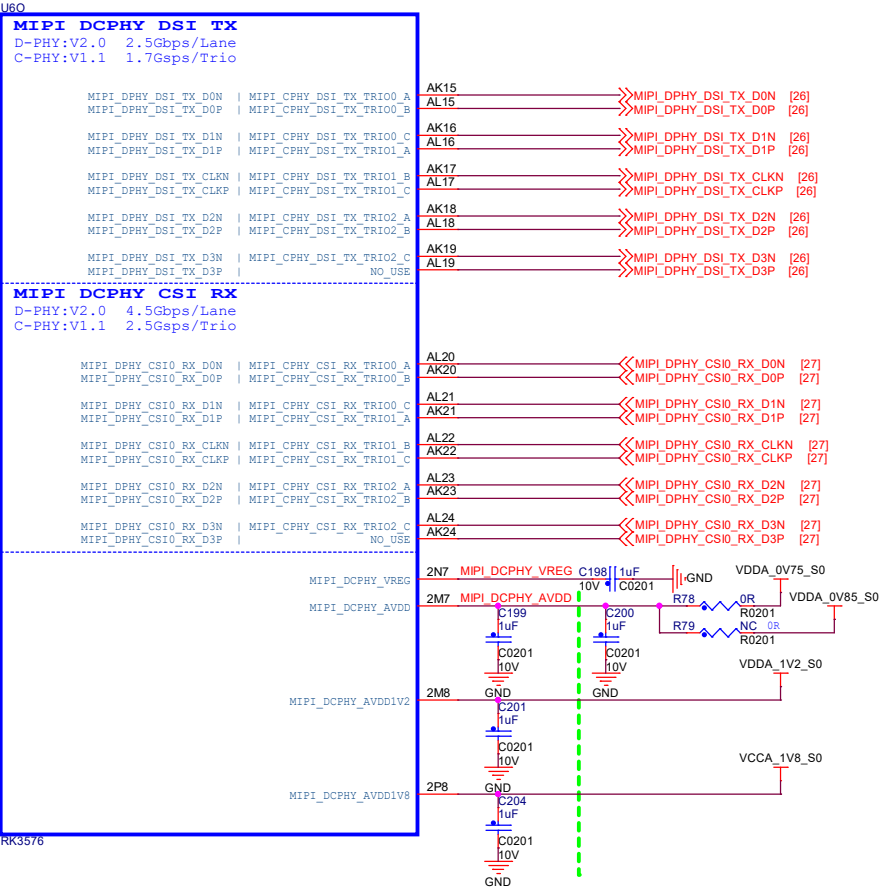 U6O
MIPI DCPHY DSI TX
D-PHY:V2.0 2.5Gbps/Lane
C-PHY:V1.1 1.7Gsps/Trio
MIPI_DPHY_DSI_TX_D0N | MIPI_CPHY_DSI_TX_TRIO0_A AK15 MIPI_DPHY_DSI_TX_D0N [26]
MIPI_DPHY_DSI_TX_D0P | MIPI_CPHY_DSI_TX_TRIO0_B AL15 MIPI_DPHY_DSI_TX_D0P [26]
MIPI_DPHY_DSI_TX_D1N | MIPI_CPHY_DSI_TX_TRIO0_C AK16 MIPI_DPHY_DSI_TX_D1N [26]
MIPI_DPHY_DSI_TX_D1P | MIPI_CPHY_DSI_TX_TRIO1_A AL16 MIPI_DPHY_DSI_TX_D1P [26]
MIPI_DPHY_DSI_TX_CLKN | MIPI_CPHY_DSI_TX_TRIO1_B AK17 MIPI_DPHY_DSI_TX_CLKN [26]
MIPI_DPHY_DSI_TX_CLKP | MIPI_CPHY_DSI_TX_TRIO1_C AL17 MIPI_DPHY_DSI_TX_CLKP [26]
MIPI_DPHY_DSI_TX_D2N | MIPI_CPHY_DSI_TX_TRIO2_A AK18 MIPI_DPHY_DSI_TX_D2N [26]
MIPI_DPHY_DSI_TX_D2P | MIPI_CPHY_DSI_TX_TRIO2_B AL18 MIPI_DPHY_DSI_TX_D2P [26]
MIPI_DPHY_DSI_TX_D3N | MIPI_CPHY_DSI_TX_TRIO2_C AK19 MIPI_DPHY_DSI_TX_D3N [26]
MIPI_DPHY_DSI_TX_D3P | NO_USE AL19 MIPI_DPHY_DSI_TX_D3P [26]
MIPI DCPHY CSI RX
D-PHY:V2.0 4.5Gbps/Lane
C-PHY:V1.1 2.5Gsps/Trio
MIPI_DPHY_CSI0_RX_D0N | MIPI_CPHY_CSI_RX_TRIO0_A AL20 MIPI_DPHY_CSI0_RX_D0N [27]
MIPI_DPHY_CSI0_RX_D0P | MIPI_CPHY_CSI_RX_TRIO0_B AK20 MIPI_DPHY_CSI0_RX_D0P [27]
MIPI_DPHY_CSI0_RX_D1N | MIPI_CPHY_CSI_RX_TRIO0_C AL21 MIPI_DPHY_CSI0_RX_D1N [27]
MIPI_DPHY_CSI0_RX_D1P | MIPI_CPHY_CSI_RX_TRIO1_A AK21 MIPI_DPHY_CSI0_RX_D1P [27]
MIPI_DPHY_CSI0_RX_CLKN | MIPI_CPHY_CSI_RX_TRIO1_B AL22 MIPI_DPHY_CSI0_RX_CLKN [27]
MIPI_DPHY_CSI0_RX_CLKP | MIPI_CPHY_CSI_RX_TRIO1_C AK22 MIPI_DPHY_CSI0_RX_CLKP [27]
MIPI_DPHY_CSI0_RX_D2N | MIPI_CPHY_CSI_RX_TRIO2_A AL23 MIPI_DPHY_CSI0_RX_D2N [27]
MIPI_DPHY_CSI0_RX_D2P | MIPI_CPHY_CSI_RX_TRIO2_B AK23 MIPI_DPHY_CSI0_RX_D2P [27]
MIPI_DPHY_CSI0_RX_D3N | MIPI_CPHY_CSI_RX_TRIO2_C AL24 MIPI_DPHY_CSI0_RX_D3N [27]
MIPI_DPHY_CSI0_RX_D3P | NO_USE AK24 MIPI_DPHY_CSI0_RX_D3P [27]
MIPI_DCPHY_VREG 2N7 MIPI_DCPHY_VREG C198 1uF GND VDDA_0V75_S0
10V C0201
MIPI_DCPHY_AVDD 2M7 MIPI_DCPHY_AVDD R78 0R VDDA_0V85_S0
R0201
C199 C200 R79 NC 0R
1uF 1uF R0201
C0201 C0201
10V 10V VDDA_1V2_S0
GND GND
MIPI_DCPHY_AVDD1V2 2M8
C201
1uF
C0201
10V VCCA_1V8_S0
GND
MIPI_DCPHY_AVDD1V8 2P8
C204
1uF
RK3576 C0201
10V
GND